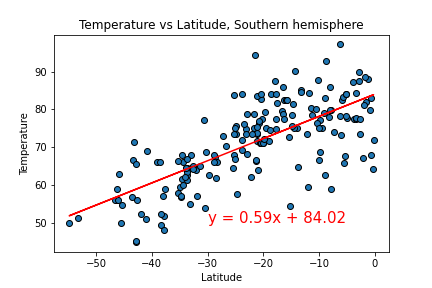 Temperature vs Latitude, Southern hemisphere
Temperature
90
80
70
60
50
y = 0.59x + 84.02
−50
−40
−30
−20
−10
0
Latitude